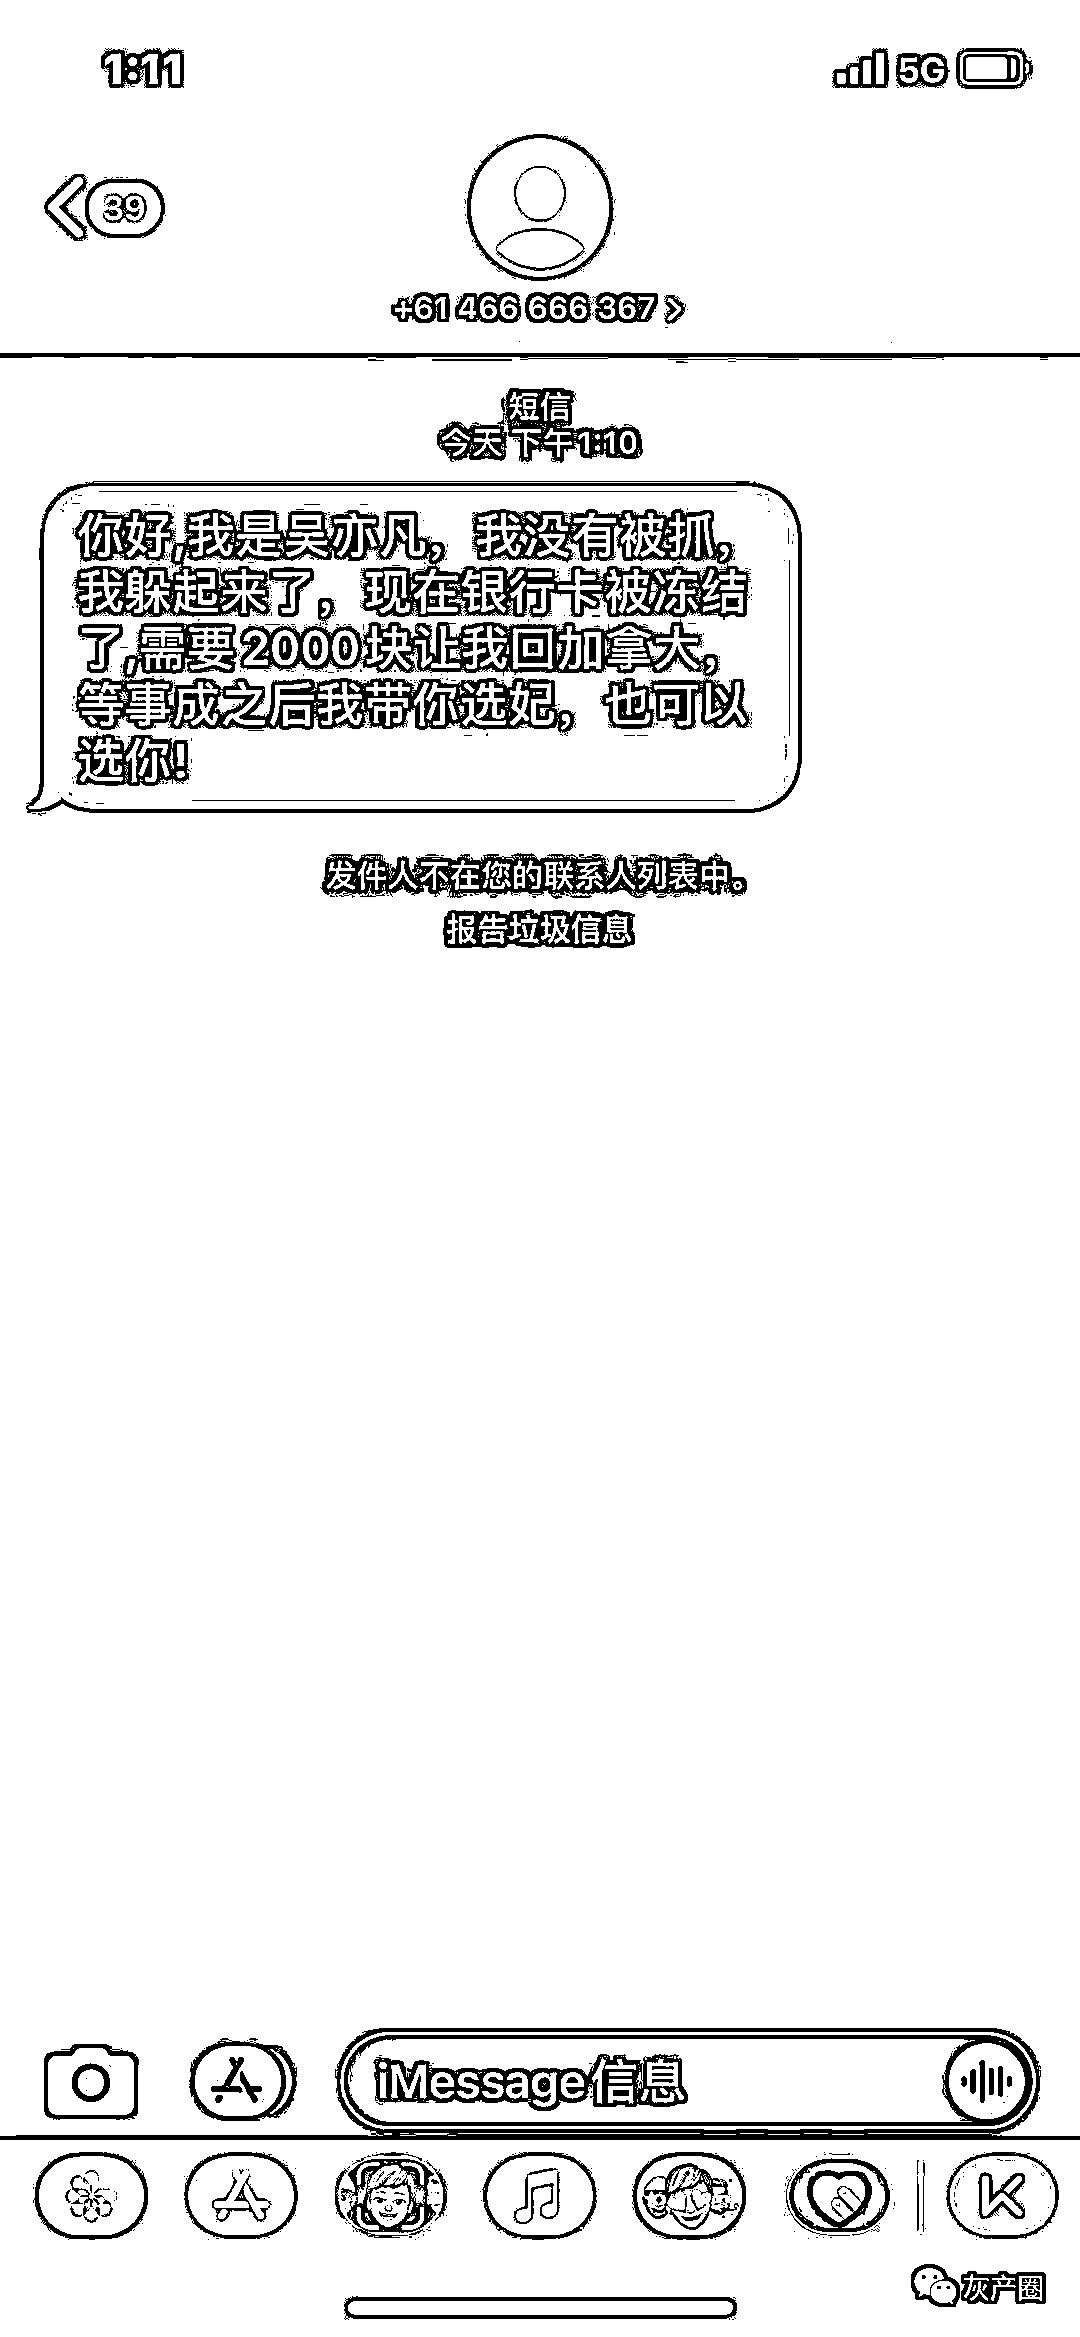 1:11
5G
39
+61 466 666 367
短信
今天 下午1:10
你好,我是吴亦凡，我没有被抓，
我躲起来了，现在银行卡被冻结
了,需要2000块让我回加拿大，
等事成之后我带你选妃，也可以
选你!
发件人不在您的联系人列表中。
报告垃圾信息
iMessage信息
灰产圈